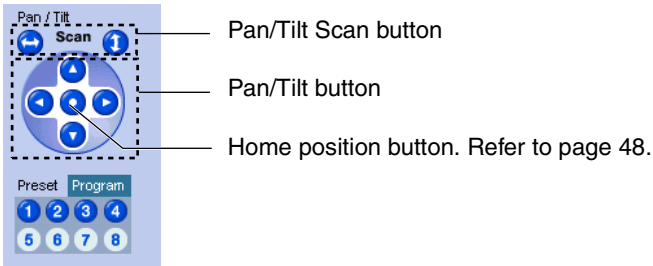 Pan / Tilt
Scan
Pan/Tilt Scan button
Pan/Tilt button
Home position button. Refer to page 48.
Preset Program
1 2 3 4
5 6 7 8